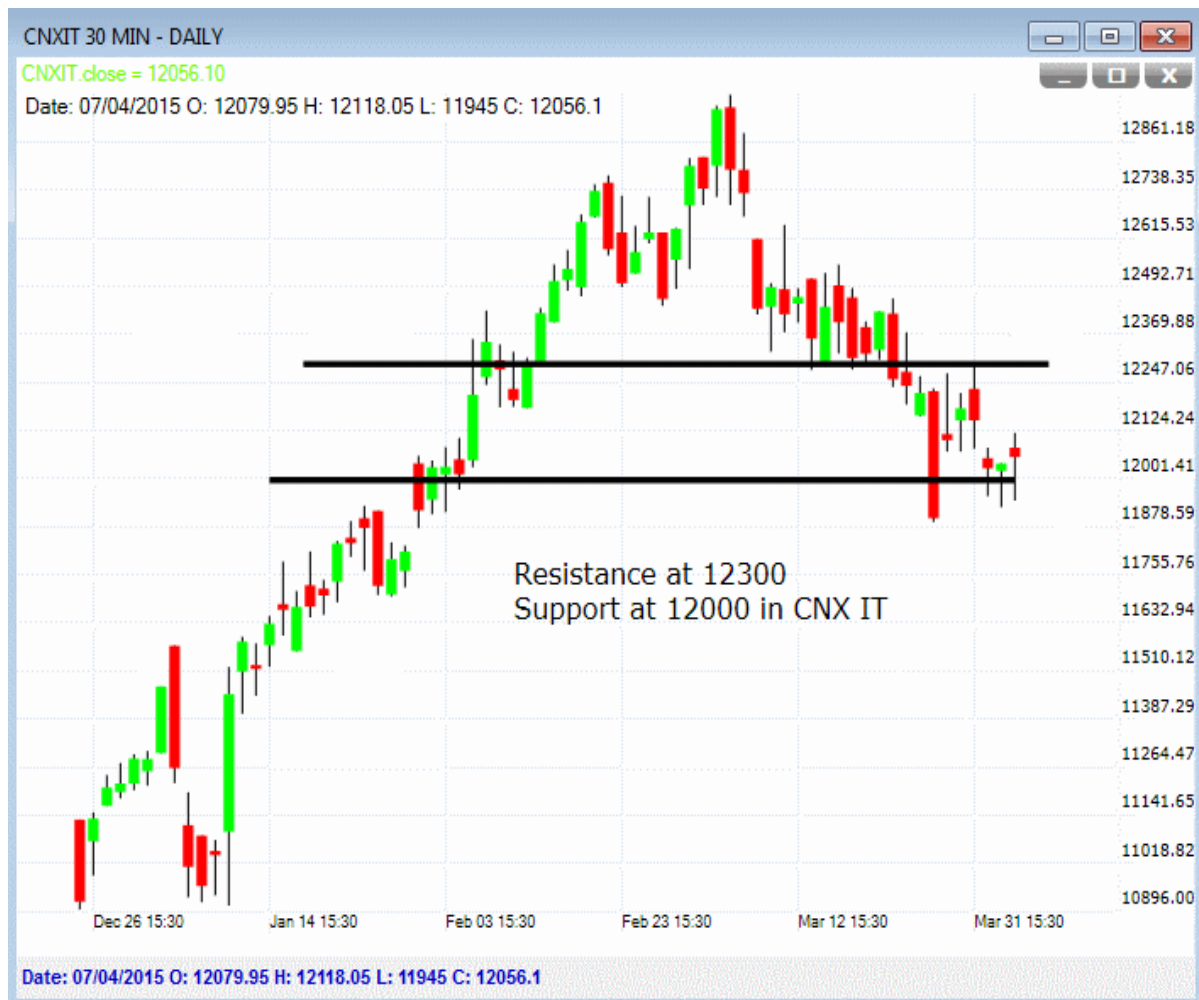 CNXIT 30 MIN - DAILY
CNXIT.close = 12056.10
Date: 07/04/2015 O: 12079.95 H: 12118.05 L: 11945 C: 12056.1
12861.18
12738.35
12615.53
12492.71
12369.88
12247.06
12124.24
12001.41
11878.59
11755.76
11632.94
11510.12
11387.29
11264.47
11141.65
11018.82
10896.00
Resistance at 12300
Support at 12000 in CNX IT
Dec 26 15:30 Jan 14 15:30 Feb 03 15:30 Feb 23 15:30 Mar 12 15:30 Mar 31 15:30
Date: 07/04/2015 O: 12079.95 H: 12118.05 L: 11945 C: 12056.1